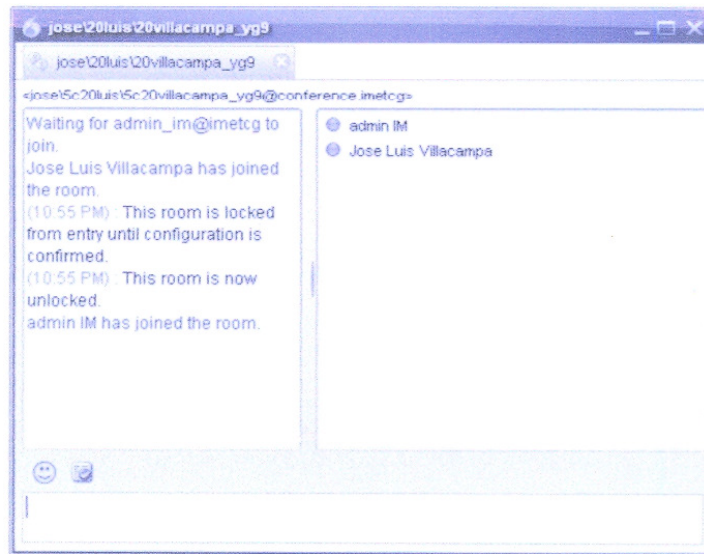 jose\20luis\20villacampa_yg9
jose\20luis\20villacampa_yg9
<jose\5c20luis\5c20villacampa_yg9@conference.imetcg>
Waiting for admin_im@imetcg to
join.
Jose Luis Villacampa has joined
the room.
(10:55 PM) : This room is locked
from entry until configuration is
confirmed.
(10:55 PM) : This room is now
unlocked.
admin IM has joined the room.
admin IM
Jose Luis Villacampa